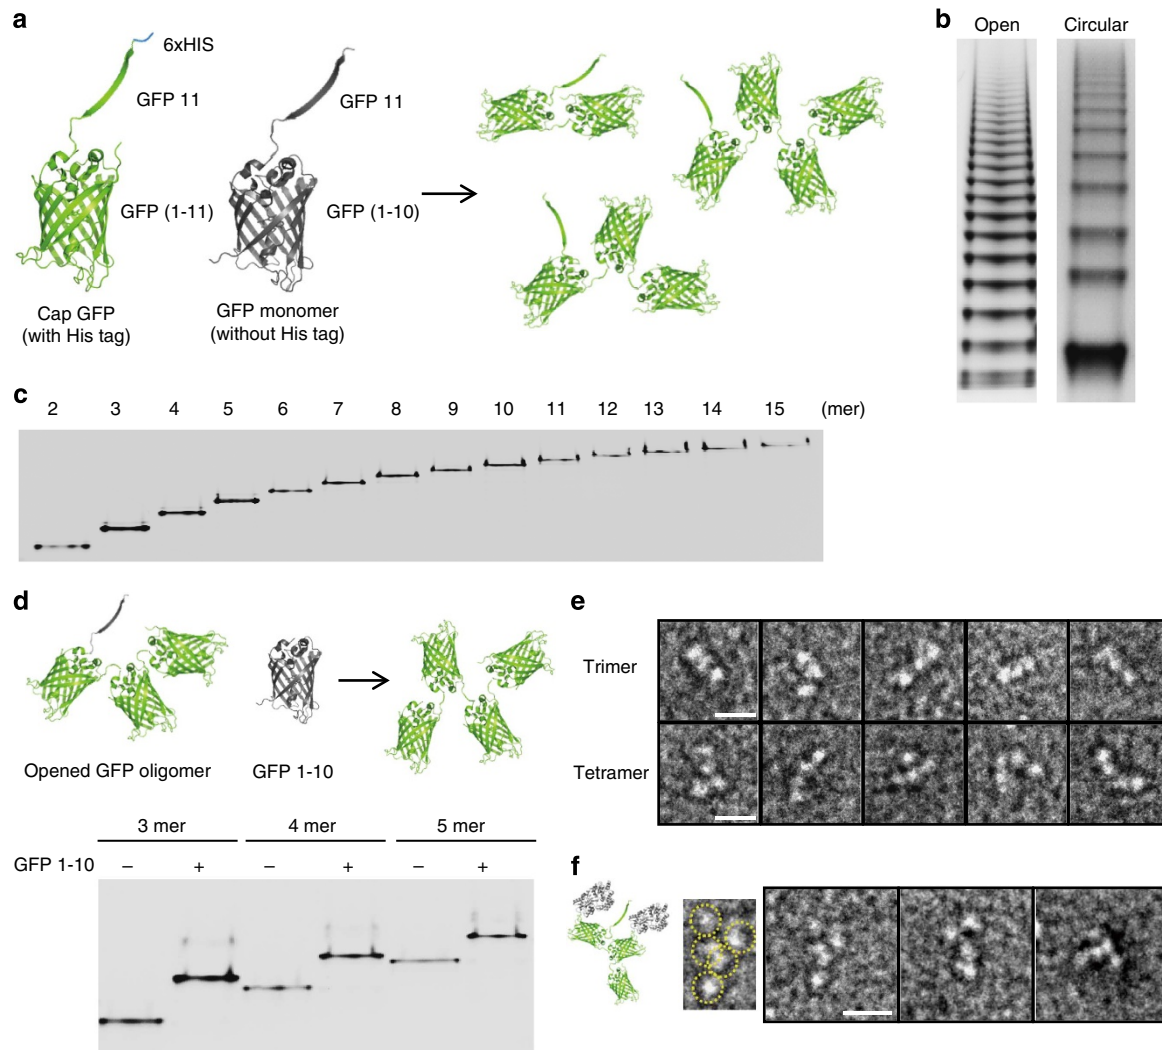 a
6xHIS
GFP 11
GFP 11
GFP (1-11)
GFP (1-10)
Cap GFP
(with His tag)
GFP monomer
(without His tag)
b
Open
Circular
c
2 3 4 5 6 7 8 9 10 11 12 13 14 15 (mer)
d
Opened GFP oligomer
GFP 1-10
3 mer 4 mer 5 mer
GFP 1-10 – + – + – +
e
Trimer
Tetramer
f